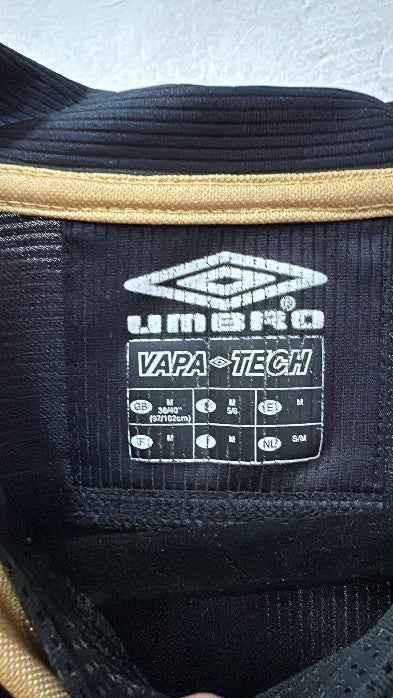 ®
UMBRO
VAPA TECH
GB M 38/40" (97/102cm)
M 5/6
E M
F M
M
NL S/M